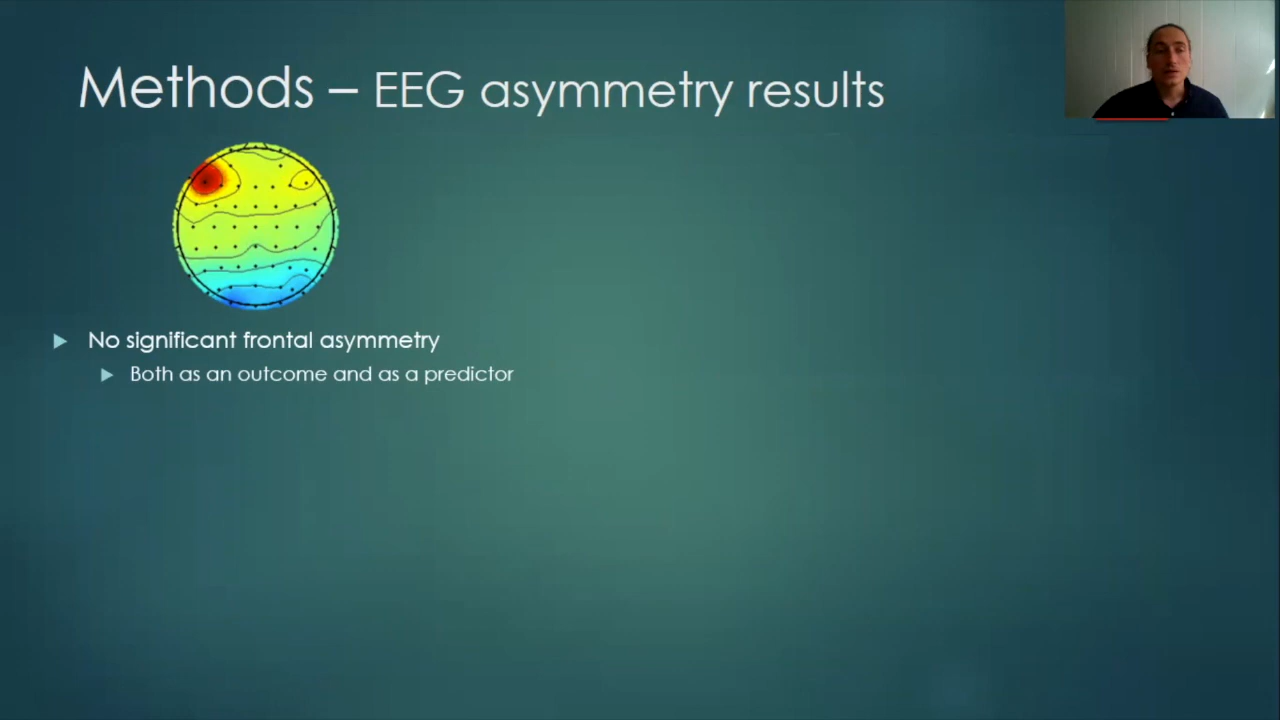 Methods – EEG asymmetry results
No significant frontal asymmetry
Both as an outcome and as a predictor